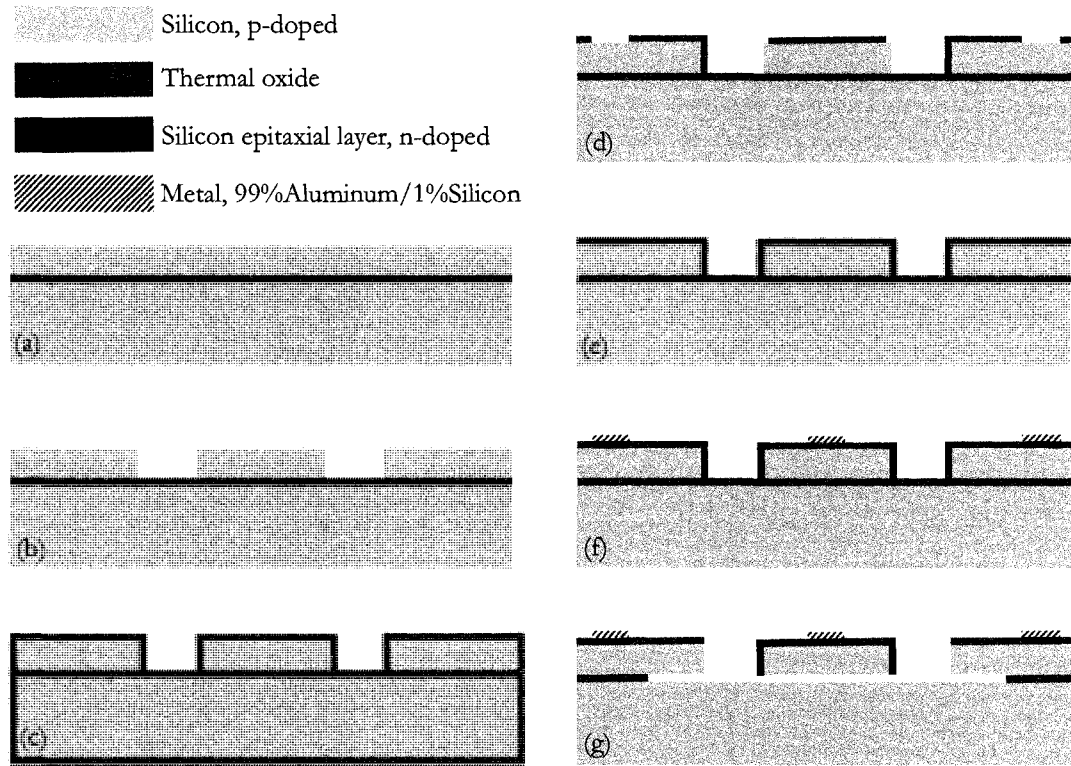 Silicon, p-doped
Thermal oxide
Silicon epitaxial layer, n-doped
Metal, 99%Aluminum/1%Silicon
(a)
(b)
(c)
(d)
(e)
(f)
(g)